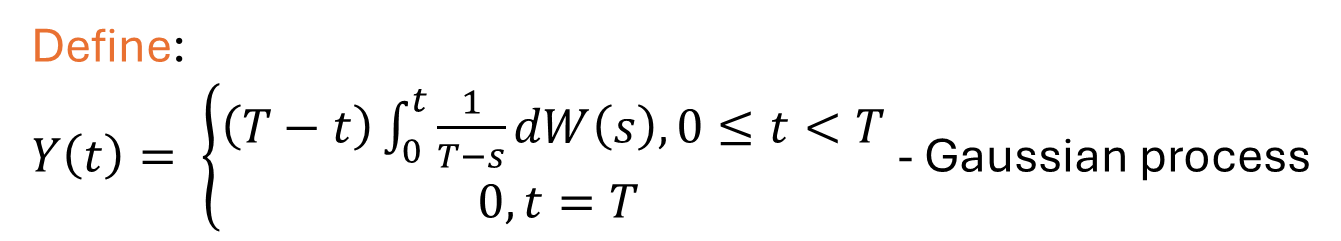 Define:
Y(t) = {(T − t) ∫₀ᵗ 1/(T−s) dW(s), 0 ≤ t < T
0, t = T
- Gaussian process